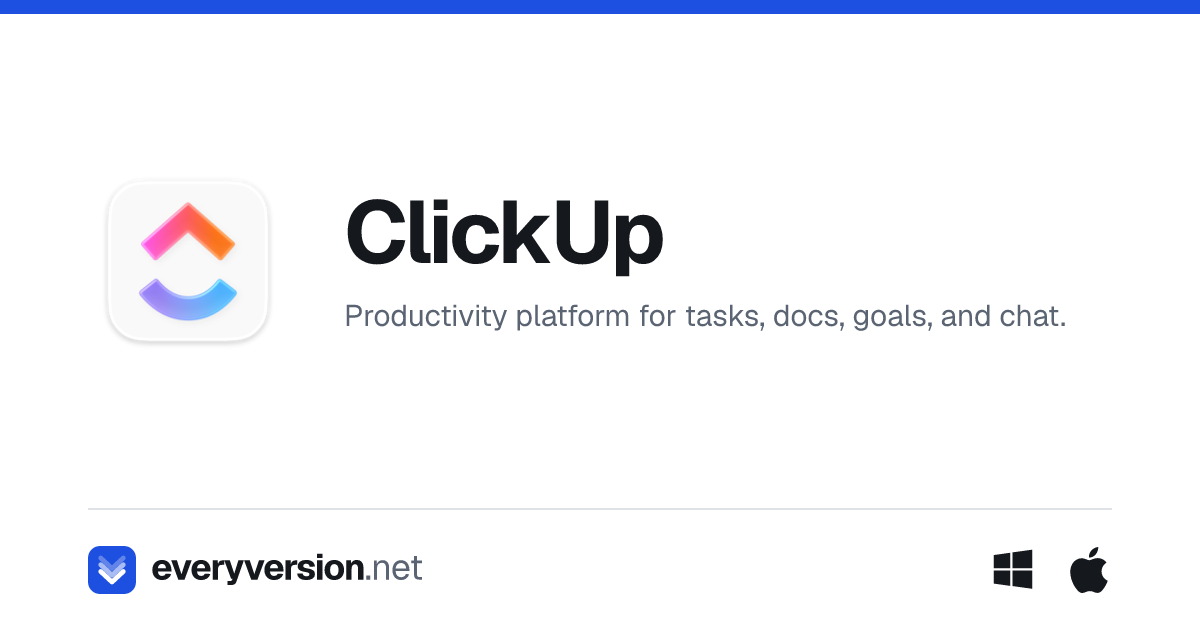 ClickUp
Productivity platform for tasks, docs, goals, and chat.
everyversion.net